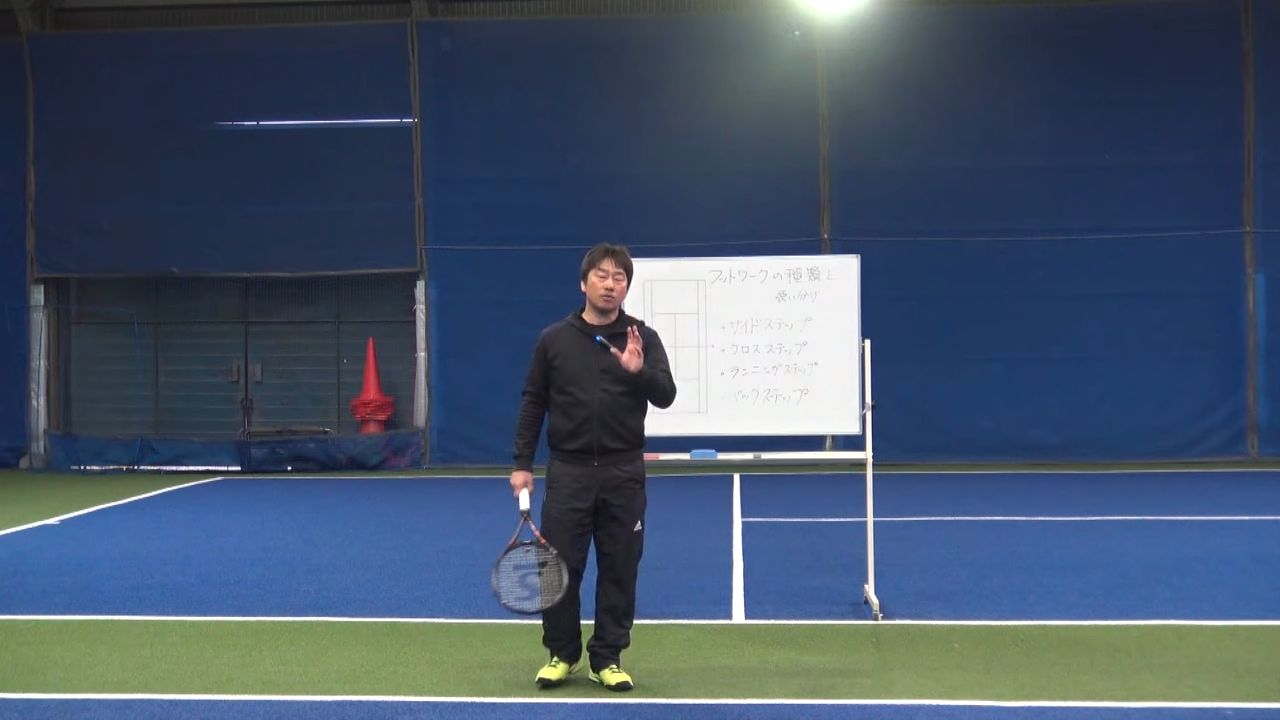 フットワークの種類と
使い分け
• サイドステップ
• クロスステップ
• ランニングステップ
バックステップ
adidas
S